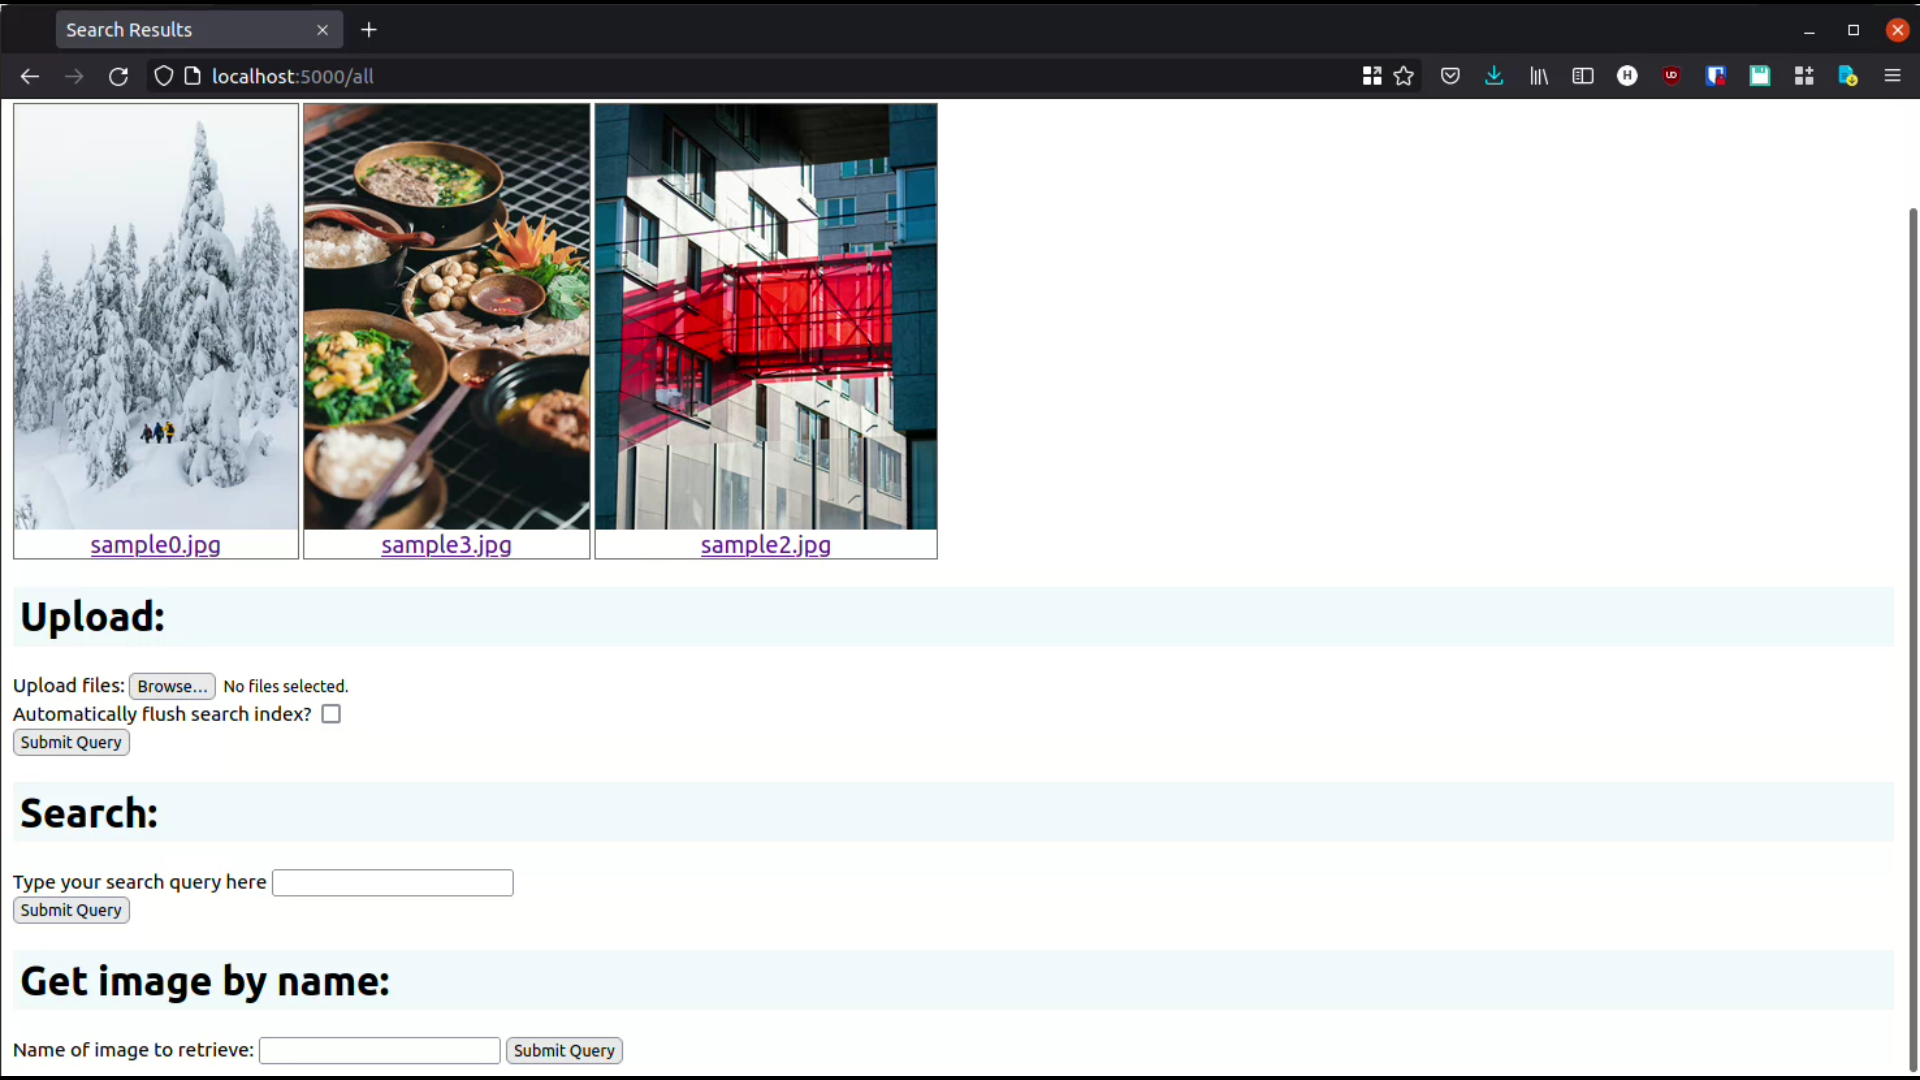 Search Results
localhost:5000/all
sample0.jpg
sample3.jpg
sample2.jpg
Upload:
Upload files: Browse... No files selected.
Automatically flush search index?
Submit Query
Search:
Type your search query here
Submit Query
Get image by name:
Name of image to retrieve: Submit Query